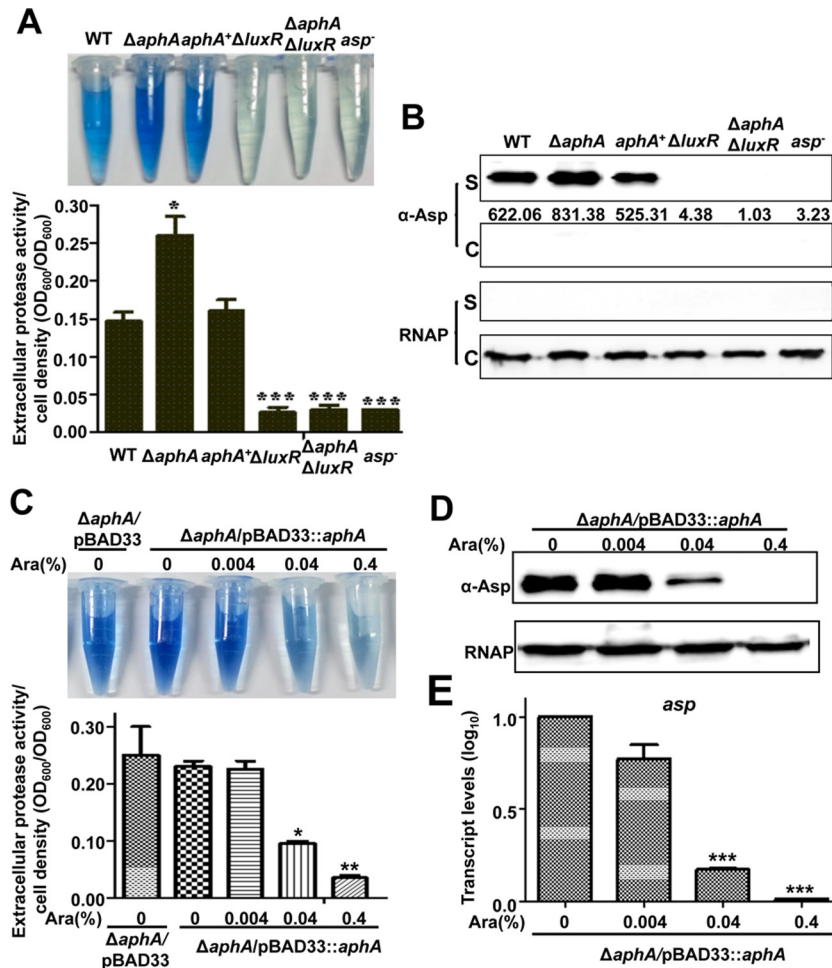 A
WT ΔaphA aphA⁺ ΔluxR ΔaphA ΔluxR asp⁻
Extracellular protease activity/
cell density (OD₆₀₀/OD₆₀₀)
0.30
0.25
0.20
0.15
0.10
0.05
0.00
*
*** *** ***
WT ΔaphA aphA⁺ ΔluxR ΔaphA ΔluxR asp⁻
B
WT ΔaphA aphA⁺ ΔluxR ΔaphA ΔluxR asp⁻
α-Asp
S
622.06 831.38 525.31 4.38 1.03 3.23
C
RNAP
S
C
C
ΔaphA/
pBAD33
ΔaphA/pBAD33::aphA
Ara(%) 0 0 0.004 0.04 0.4
Extracellular protease activity/
cell density (OD₆₀₀/OD₆₀₀)
0.30
0.20
0.10
0.00
*
**
Ara(%) 0 0 0.004 0.04 0.4
ΔaphA/
pBAD33
ΔaphA/pBAD33::aphA
D
ΔaphA/pBAD33::aphA
Ara(%) 0 0.004 0.04 0.4
α-Asp
RNAP
E
asp
Transcript levels (log₁₀)
1.0
0.5
0.0
***
***
Ara(%) 0 0.004 0.04 0.4
ΔaphA/pBAD33::aphA